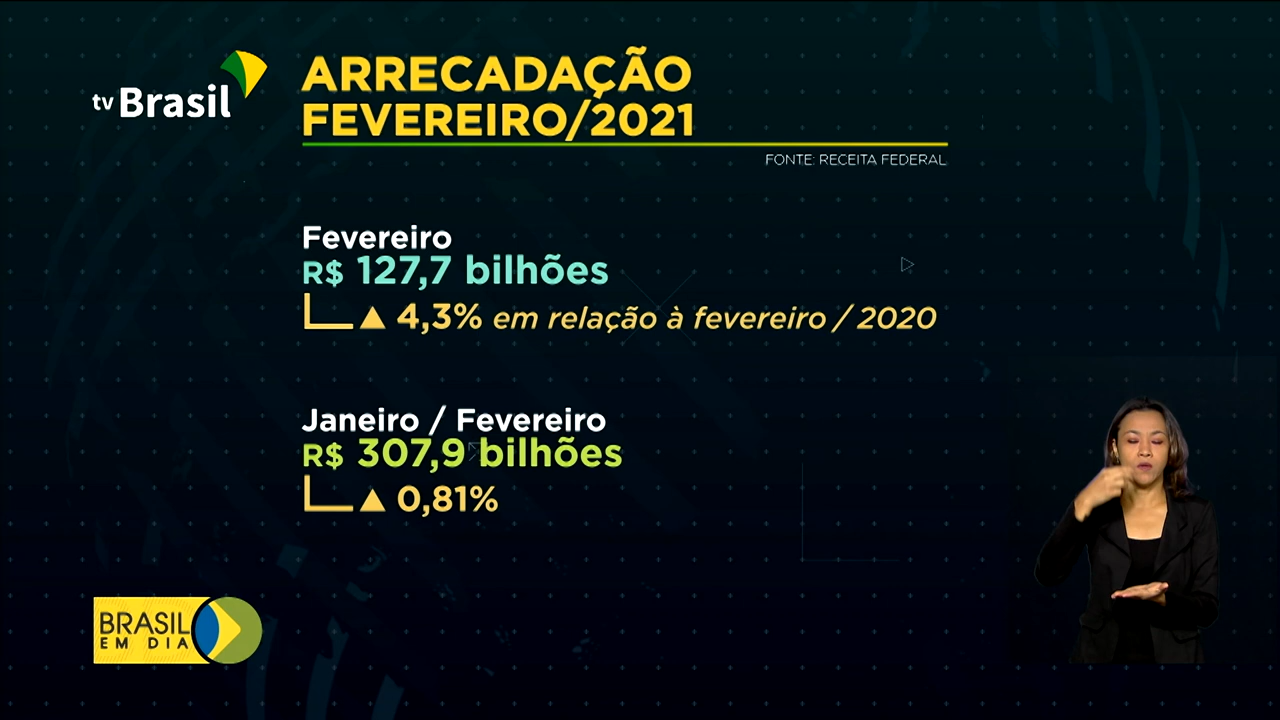 tv Brasil
ARRECADAÇÃO
FEVEREIRO/2021
FONTE: RECEITA FEDERAL
Fevereiro
R$ 127,7 bilhões
▲ 4,3% em relação à fevereiro / 2020
Janeiro / Fevereiro
R$ 307,9 bilhões
▲ 0,81%
BRASIL
EM DIA